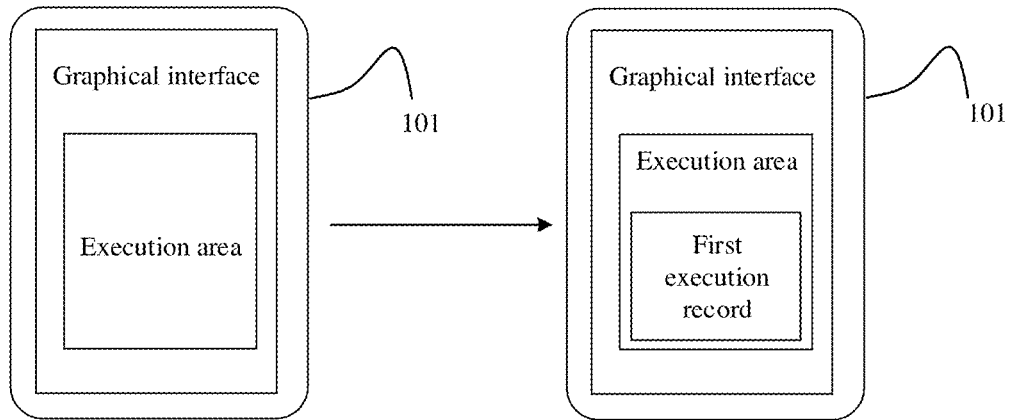 Graphical interface
Execution area
101
Graphical interface
Execution area
First
execution
record
101